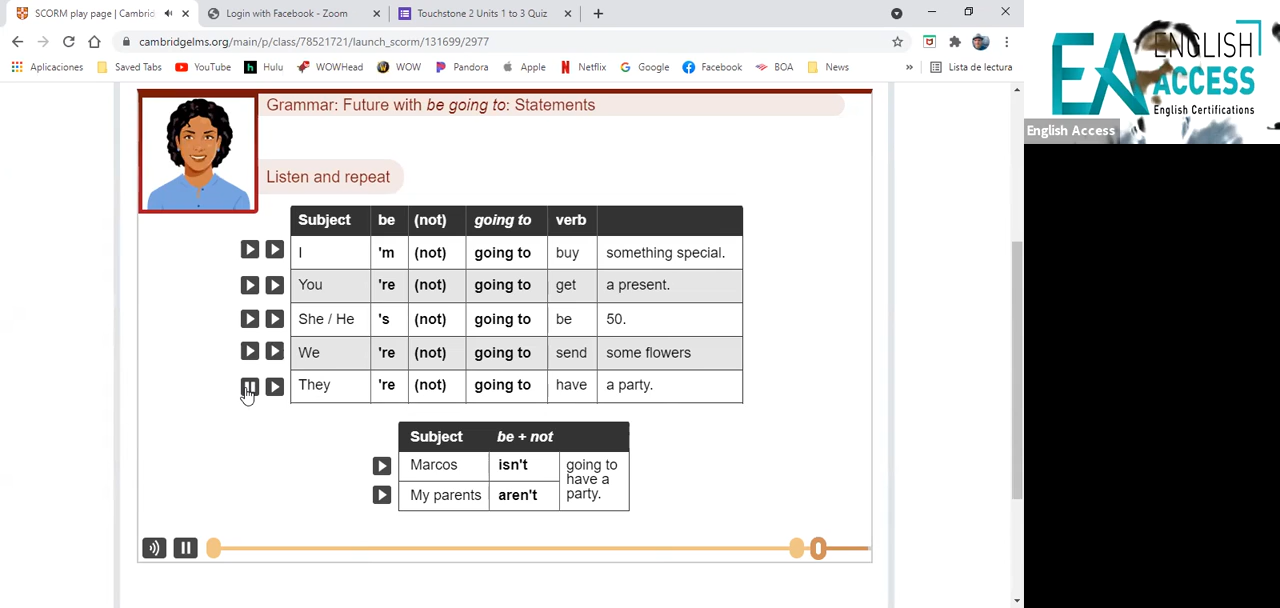 SCORM play page | Cambri
Login with Facebook - Zoom
Touchstone 2 Units 1 to 3 Quiz
cambridgelms.org/main/p/class/78521721/launch_scorm/131699/2977
Aplicaciones
Saved Tabs
YouTube
Hulu
WOWHead
WOW
Apple
Netflix
Google
Facebook
BOA
News
»
Lista de lectura
Grammar: Future with be going to: Statements
Listen and repeat
Subject be (not) going to verb
I 'm (not) going to buy something special.
You 're (not) going to get a present.
She / He 's (not) going to be 50.
We 're (not) going to send some flowers
They 're (not) going to have a party.
Subject be + not
Marcos isn't going to
have a
My parents aren't party.
EA ENGLISH
ACCESS
English Certifications
English Access